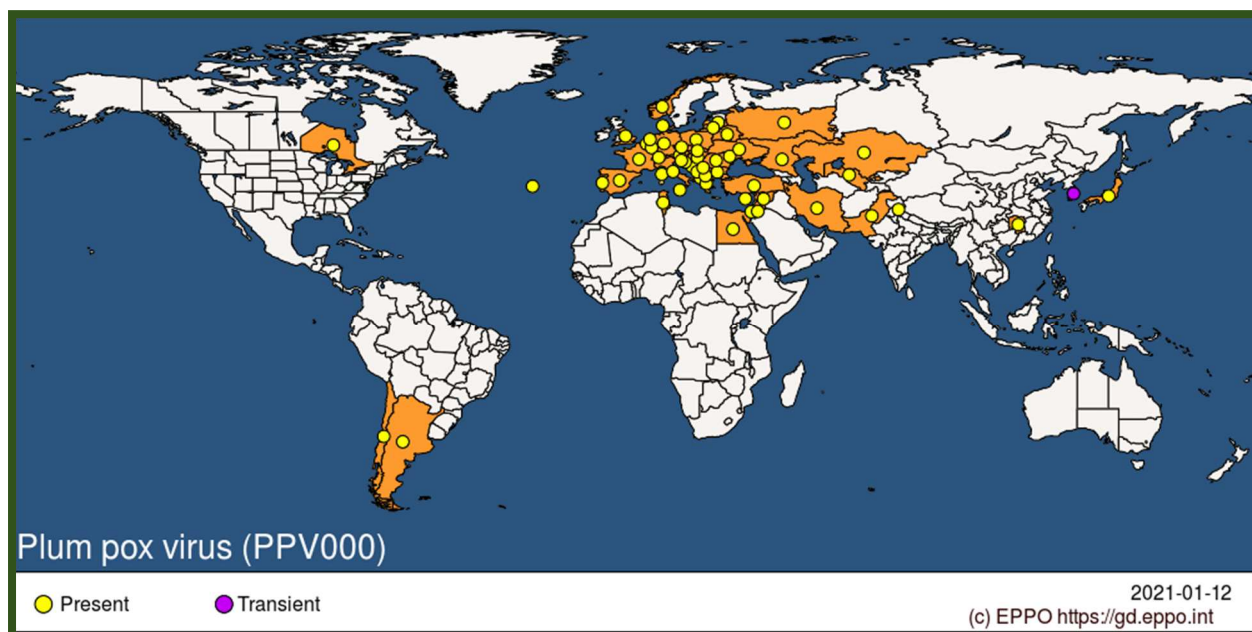 Plum pox virus (PPV000)
Present
Transient
2021-01-12
(c) EPPO https://gd.eppo.int